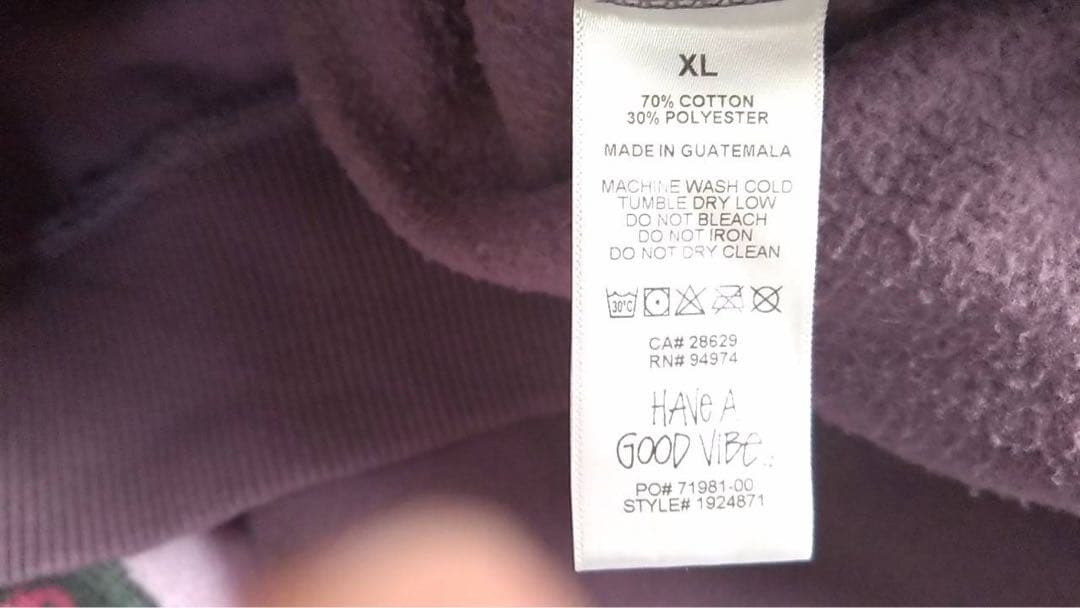 XL
70% COTTON
30% POLYESTER
MADE IN GUATEMALA
MACHINE WASH COLD
TUMBLE DRY LOW
DO NOT BLEACH
DO NOT IRON
DO NOT DRY CLEAN
30°C
CA# 28629
RN# 94974
HAVe A
GOOD VIBe.
PO# 71981-00
STYLE# 1924871